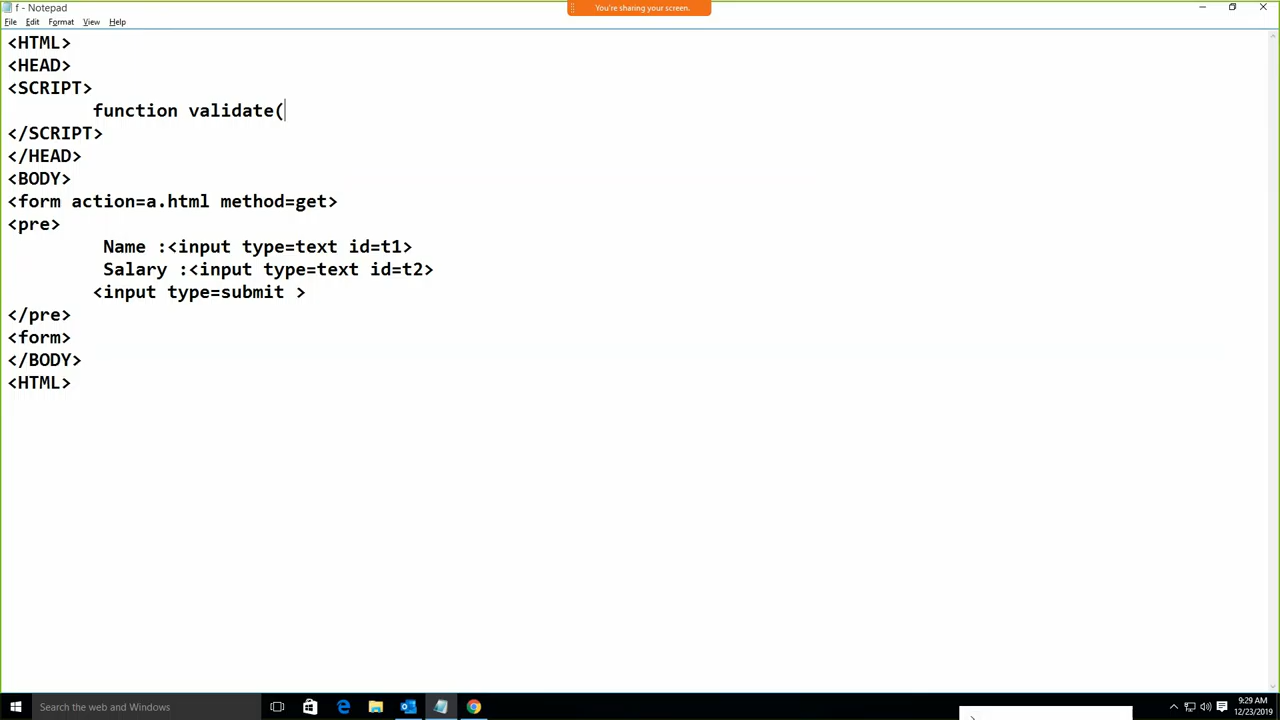 f - Notepad
You're sharing your screen.
File Edit Format View Help
<HTML>
<HEAD>
<SCRIPT>
function validate(
</SCRIPT>
</HEAD>
<BODY>
<form action=a.html method=get>
<pre>
Name :<input type=text id=t1>
Salary :<input type=text id=t2>
<input type=submit >
</pre>
<form>
</BODY>
<HTML>
Search the web and Windows
9:29 AM
12/23/2019